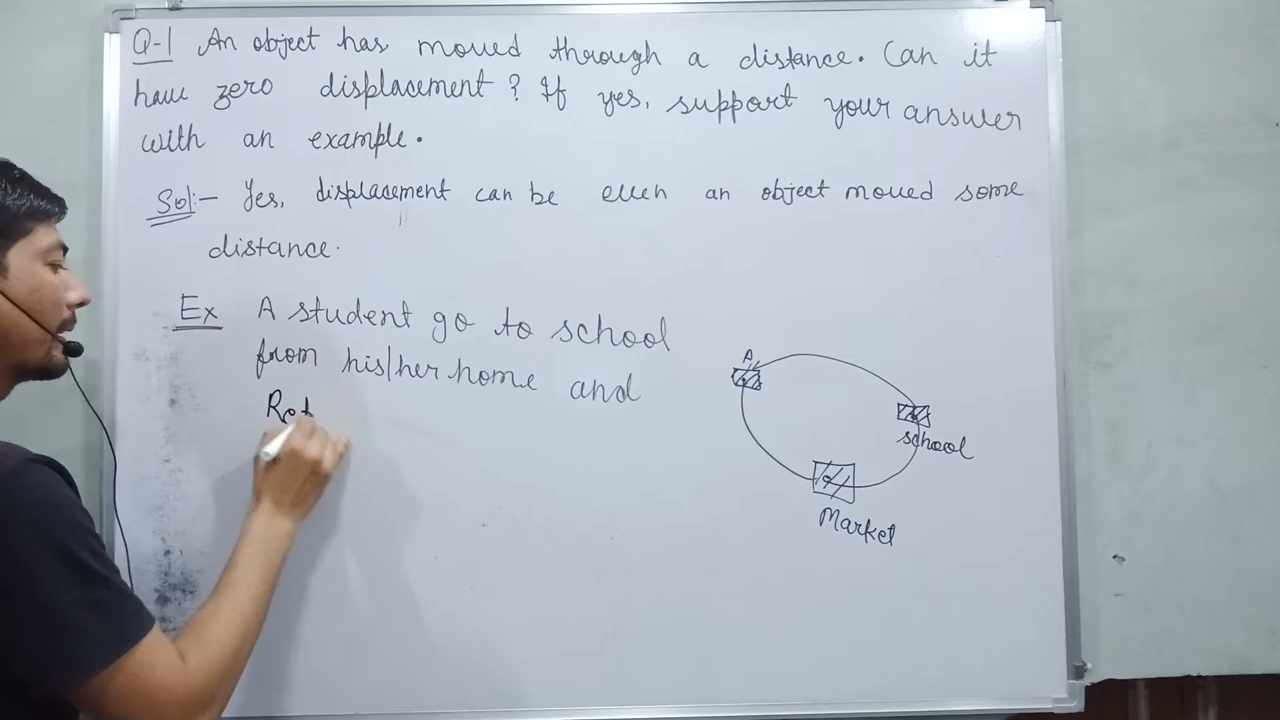 Q-1 An object has moved through a distance. Can it
have zero displacement? If yes, support your answer
with an example.
Sol:- Yes, displacement can be even an object moved some
distance.
Ex A student go to school
from his/her home and
Ret
A
school
Market